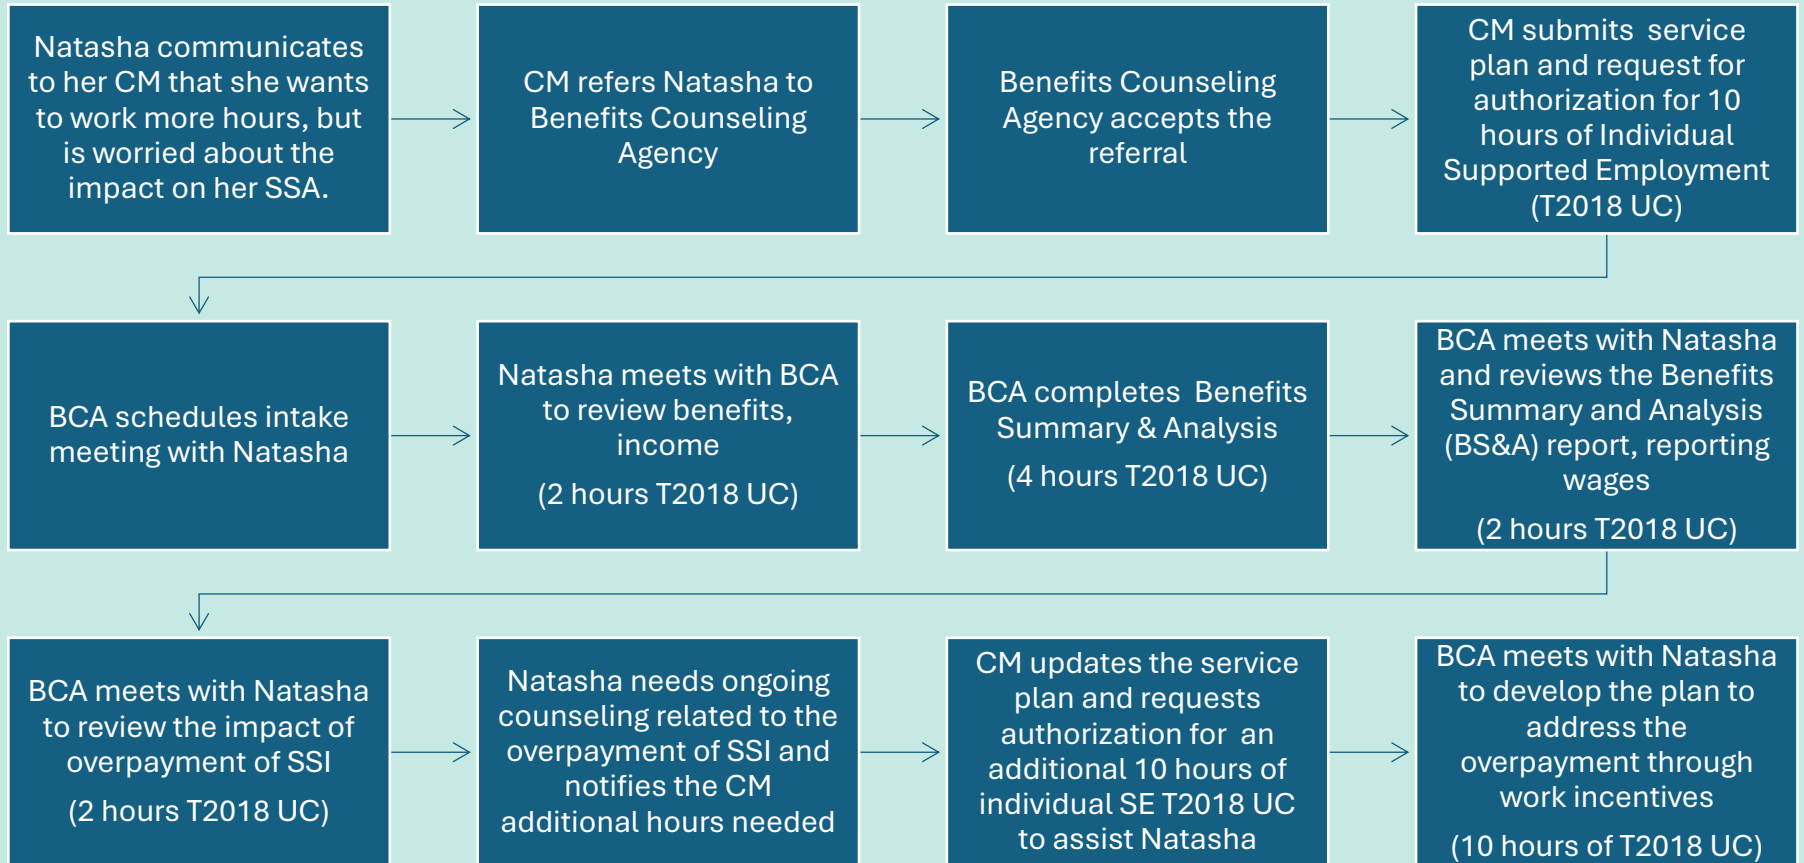 Natasha communicates
to her CM that she wants
to work more hours, but
is worried about the
impact on her SSA.
CM refers Natasha to
Benefits Counseling
Agency
Benefits Counseling
Agency accepts the
referral
CM submits service
plan and request for
authorization for 10
hours of Individual
Supported Employment
(T2018 UC)
BCA schedules intake
meeting with Natasha
Natasha meets with BCA
to review benefits,
income
(2 hours T2018 UC)
BCA completes Benefits
Summary & Analysis
(4 hours T2018 UC)
BCA meets with Natasha
and reviews the Benefits
Summary and Analysis
(BS&A) report, reporting
wages
(2 hours T2018 UC)
BCA meets with Natasha
to review the impact of
overpayment of SSI
(2 hours T2018 UC)
Natasha needs ongoing
counseling related to the
overpayment of SSI and
notifies the CM
additional hours needed
CM updates the service
plan and requests
authorization for an
additional 10 hours of
individual SE T2018 UC
to assist Natasha
BCA meets with Natasha
to develop the plan to
address the
overpayment through
work incentives
(10 hours of T2018 UC)